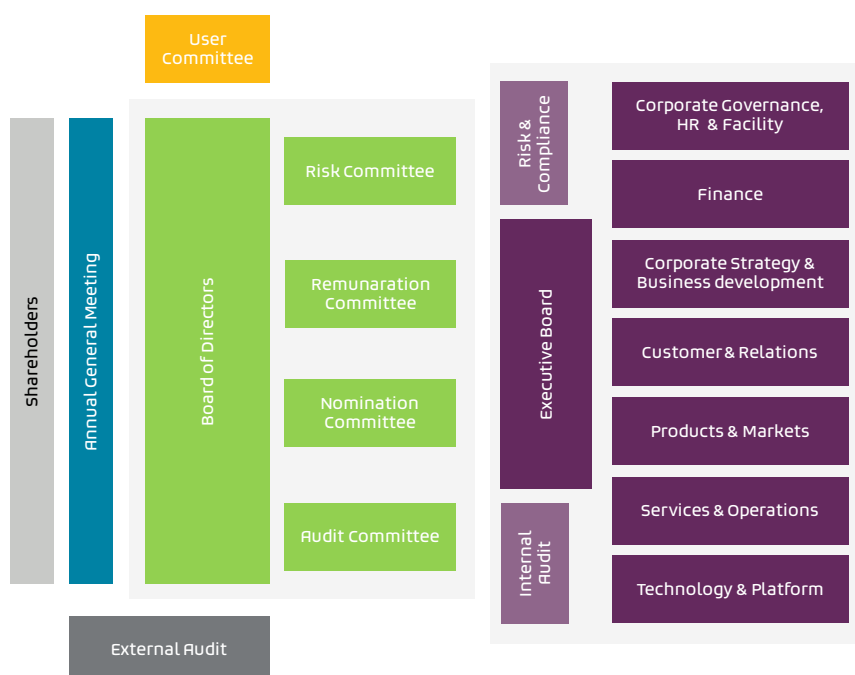 User
Committee
Shareholders
Annual General Meeting
Board of Directors
Risk Committee
Remunaration
Committee
Nomination
Committee
Audit Committee
External Audit
Risk &
Compliance
Executive Board
Internal
Audit
Corporate Governance,
HR & Facility
Finance
Corporate Strategy &
Business development
Customer & Relations
Products & Markets
Services & Operations
Technology & Platform